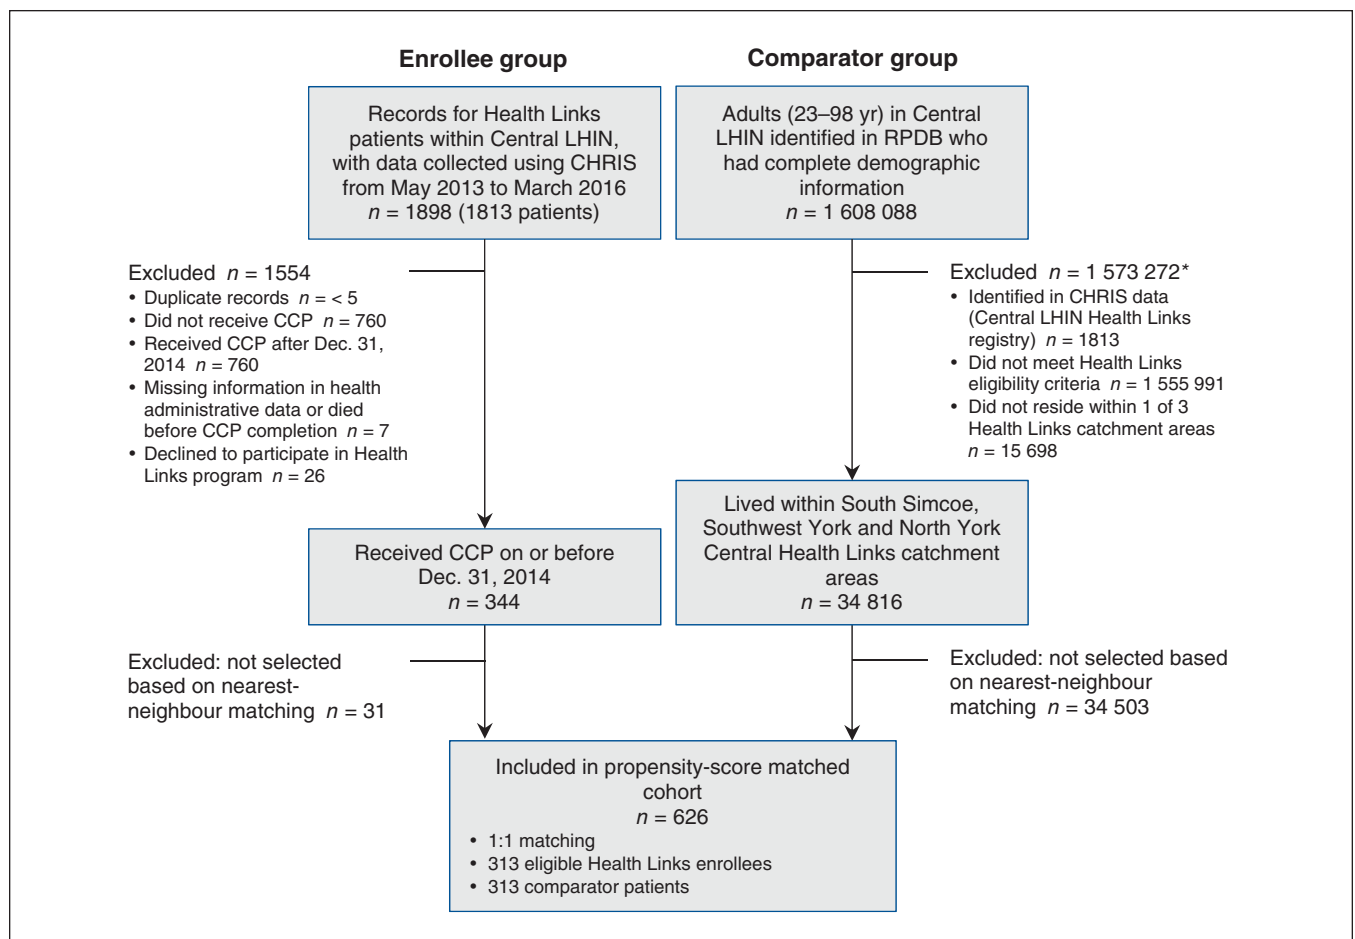 Enrollee group
Records for Health Links
patients within Central LHIN,
with data collected using CHRIS
from May 2013 to March 2016
n = 1898 (1813 patients)
Excluded n = 1554
• Duplicate records n = < 5
• Did not receive CCP n = 760
• Received CCP after Dec. 31,
2014 n = 760
• Missing information in health
administrative data or died
before CCP completion n = 7
• Declined to participate in Health
Links program n = 26
Received CCP on or before
Dec. 31, 2014
n = 344
Excluded: not selected
based on nearest-
neighbour matching n = 31
Comparator group
Adults (23–98 yr) in Central
LHIN identified in RPDB who
had complete demographic
information
n = 1 608 088
Excluded n = 1 573 272*
• Identified in CHRIS data
(Central LHIN Health Links
registry) n = 1813
• Did not meet Health Links
eligibility criteria n = 1 555 991
• Did not reside within 1 of 3
Health Links catchment areas
n = 15 698
Lived within South Simcoe,
Southwest York and North York
Central Health Links catchment
areas
n = 34 816
Excluded: not selected based
on nearest-neighbour
matching n = 34 503
Included in propensity-score matched
cohort
n = 626
• 1:1 matching
• 313 eligible Health Links enrollees
• 313 comparator patients